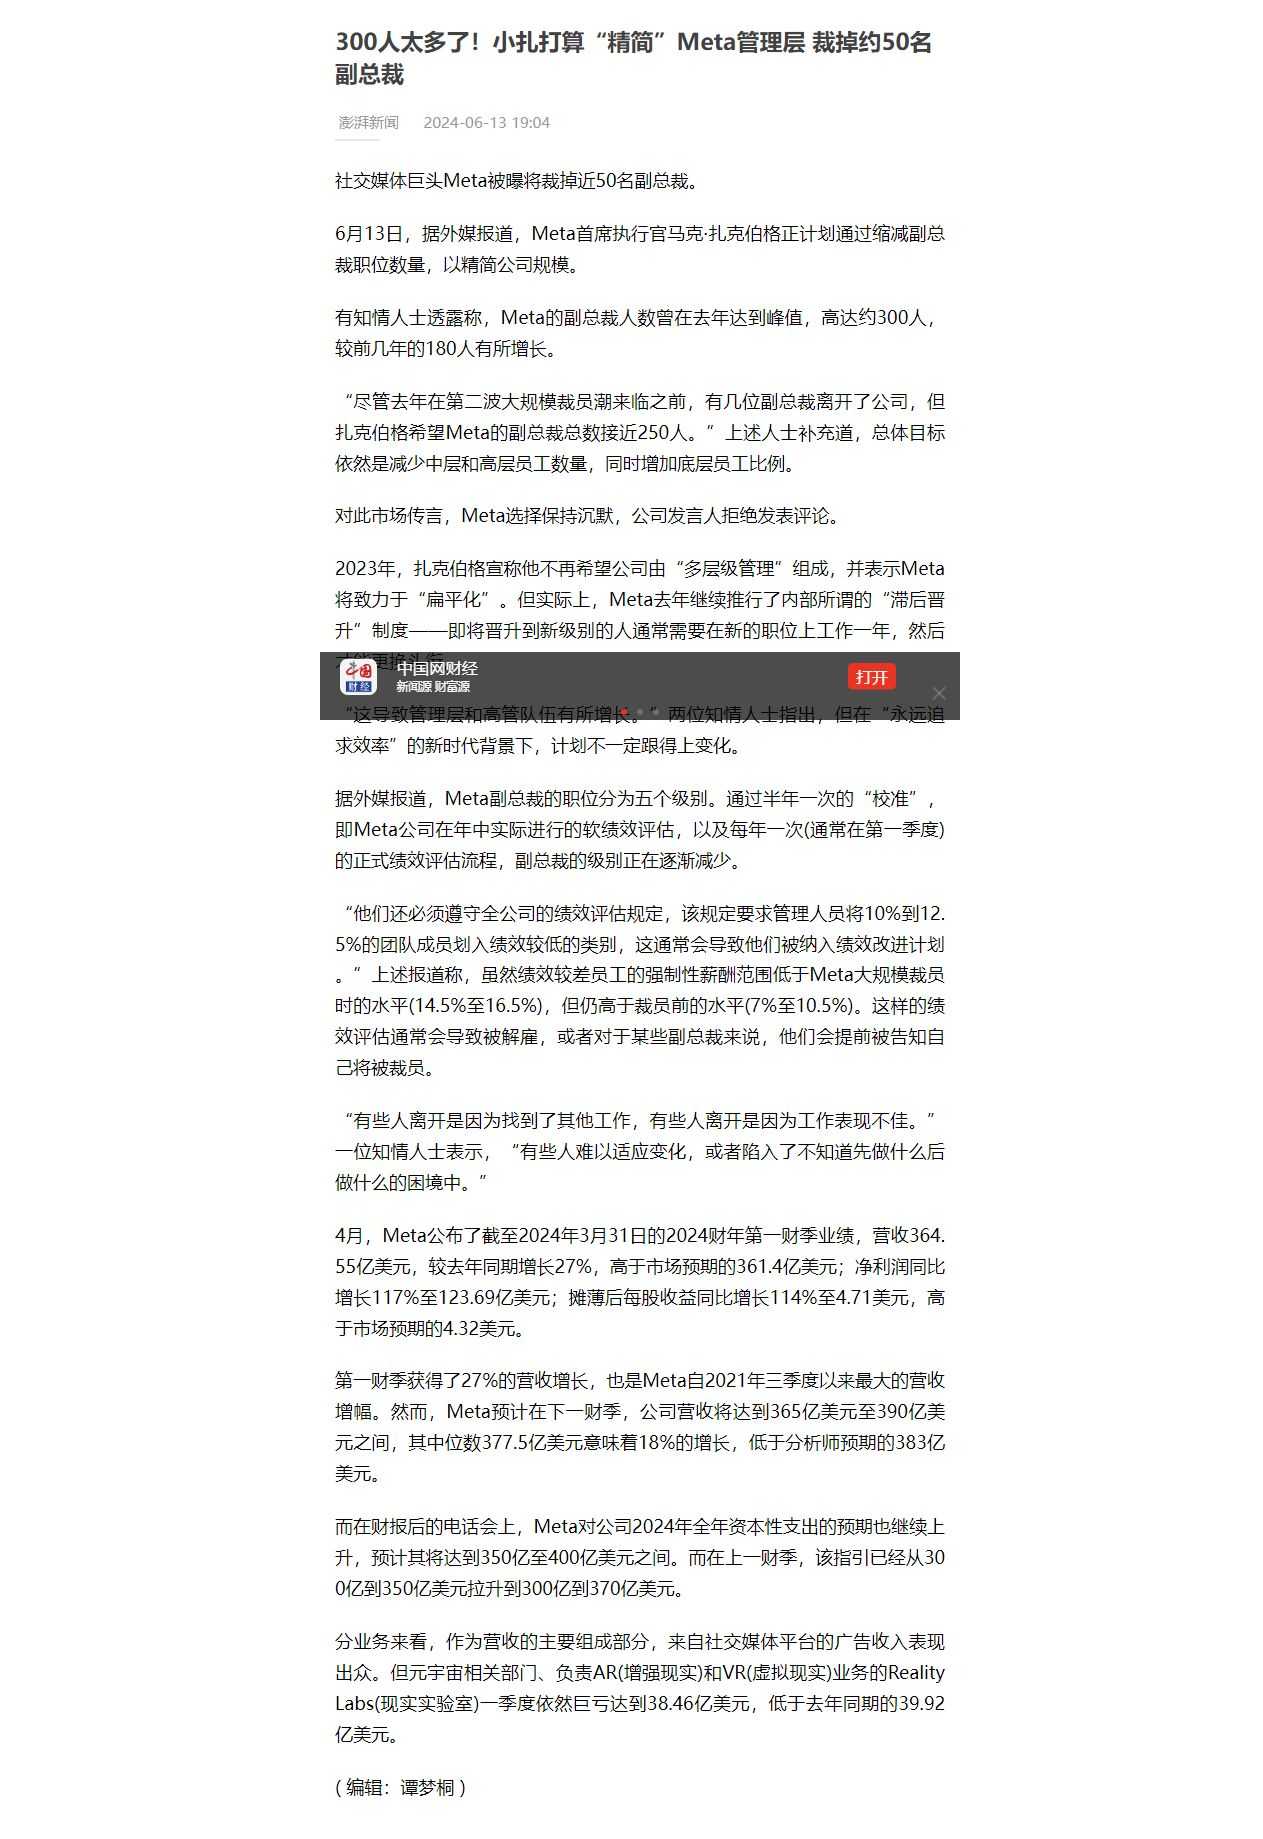 300人太多了！小扎打算“精简”Meta管理层 裁掉约50名
副总裁
澎湃新闻 2024-06-13 19:04
社交媒体巨头Meta被曝将裁掉近50名副总裁。
6月13日，据外媒报道，Meta首席执行官马克·扎克伯格正计划通过缩减副总
裁职位数量，以精简公司规模。
有知情人士透露称，Meta的副总裁人数曾在去年达到峰值，高达约300人，
较前几年的180人有所增长。
“尽管去年在第二波大规模裁员潮来临之前，有几位副总裁离开了公司，但
扎克伯格希望Meta的副总裁总数接近250人。”上述人士补充道，总体目标
依然是减少中层和高层员工数量，同时增加底层员工比例。
对此市场传言，Meta选择保持沉默，公司发言人拒绝发表评论。
2023年，扎克伯格宣称他不再希望公司由“多层级管理”组成，并表示Meta
将致力于“扁平化”。但实际上，Meta去年继续推行了内部所谓的“滞后晋
升”制度——即将晋升到新级别的人通常需要在新的职位上工作一年，然后
中国财经
中国网财经
新闻源 财富源
打开
“这导致管理层和高管队伍有所增长。”两位知情人士指出，但在“永远追
求效率”的新时代背景下，计划不一定跟得上变化。
据外媒报道，Meta副总裁的职位分为五个级别。通过半年一次的“校准”，
即Meta公司在年中实际进行的软绩效评估，以及每年一次(通常在第一季度)
的正式绩效评估流程，副总裁的级别正在逐渐减少。
“他们还必须遵守全公司的绩效评估规定，该规定要求管理人员将10%到12.
5%的团队成员划入绩效较低的类别，这通常会导致他们被纳入绩效改进计划
。”上述报道称，虽然绩效较差员工的强制性薪酬范围低于Meta大规模裁员
时的水平(14.5%至16.5%)，但仍高于裁员前的水平(7%至10.5%)。这样的绩
效评估通常会导致被解雇，或者对于某些副总裁来说，他们会提前被告知自
己将被裁员。
“有些人离开是因为找到了其他工作，有些人离开是因为工作表现不佳。”
一位知情人士表示，“有些人难以适应变化，或者陷入了不知道先做什么后
做什么的困境中。”
4月，Meta公布了截至2024年3月31日的2024财年第一财季业绩，营收364.
55亿美元，较去年同期增长27%，高于市场预期的361.4亿美元；净利润同比
增长117%至123.69亿美元；摊薄后每股收益同比增长114%至4.71美元，高
于市场预期的4.32美元。
第一财季获得了27%的营收增长，也是Meta自2021年三季度以来最大的营收
增幅。然而，Meta预计在下一财季，公司营收将达到365亿美元至390亿美
元之间，其中位数377.5亿美元意味着18%的增长，低于分析师预期的383亿
美元。
而在财报后的电话会上，Meta对公司2024年全年资本性支出的预期也继续上
升，预计其将达到350亿至400亿美元之间。而在上一财季，该指引已经从30
0亿到350亿美元拉升到300亿到370亿美元。
分业务来看，作为营收的主要组成部分，来自社交媒体平台的广告收入表现
出众。但元宇宙相关部门、负责AR(增强现实)和VR(虚拟现实)业务的Reality
Labs(现实实验室)一季度依然巨亏达到38.46亿美元，低于去年同期的39.92
亿美元。
( 编辑：谭梦桐 )